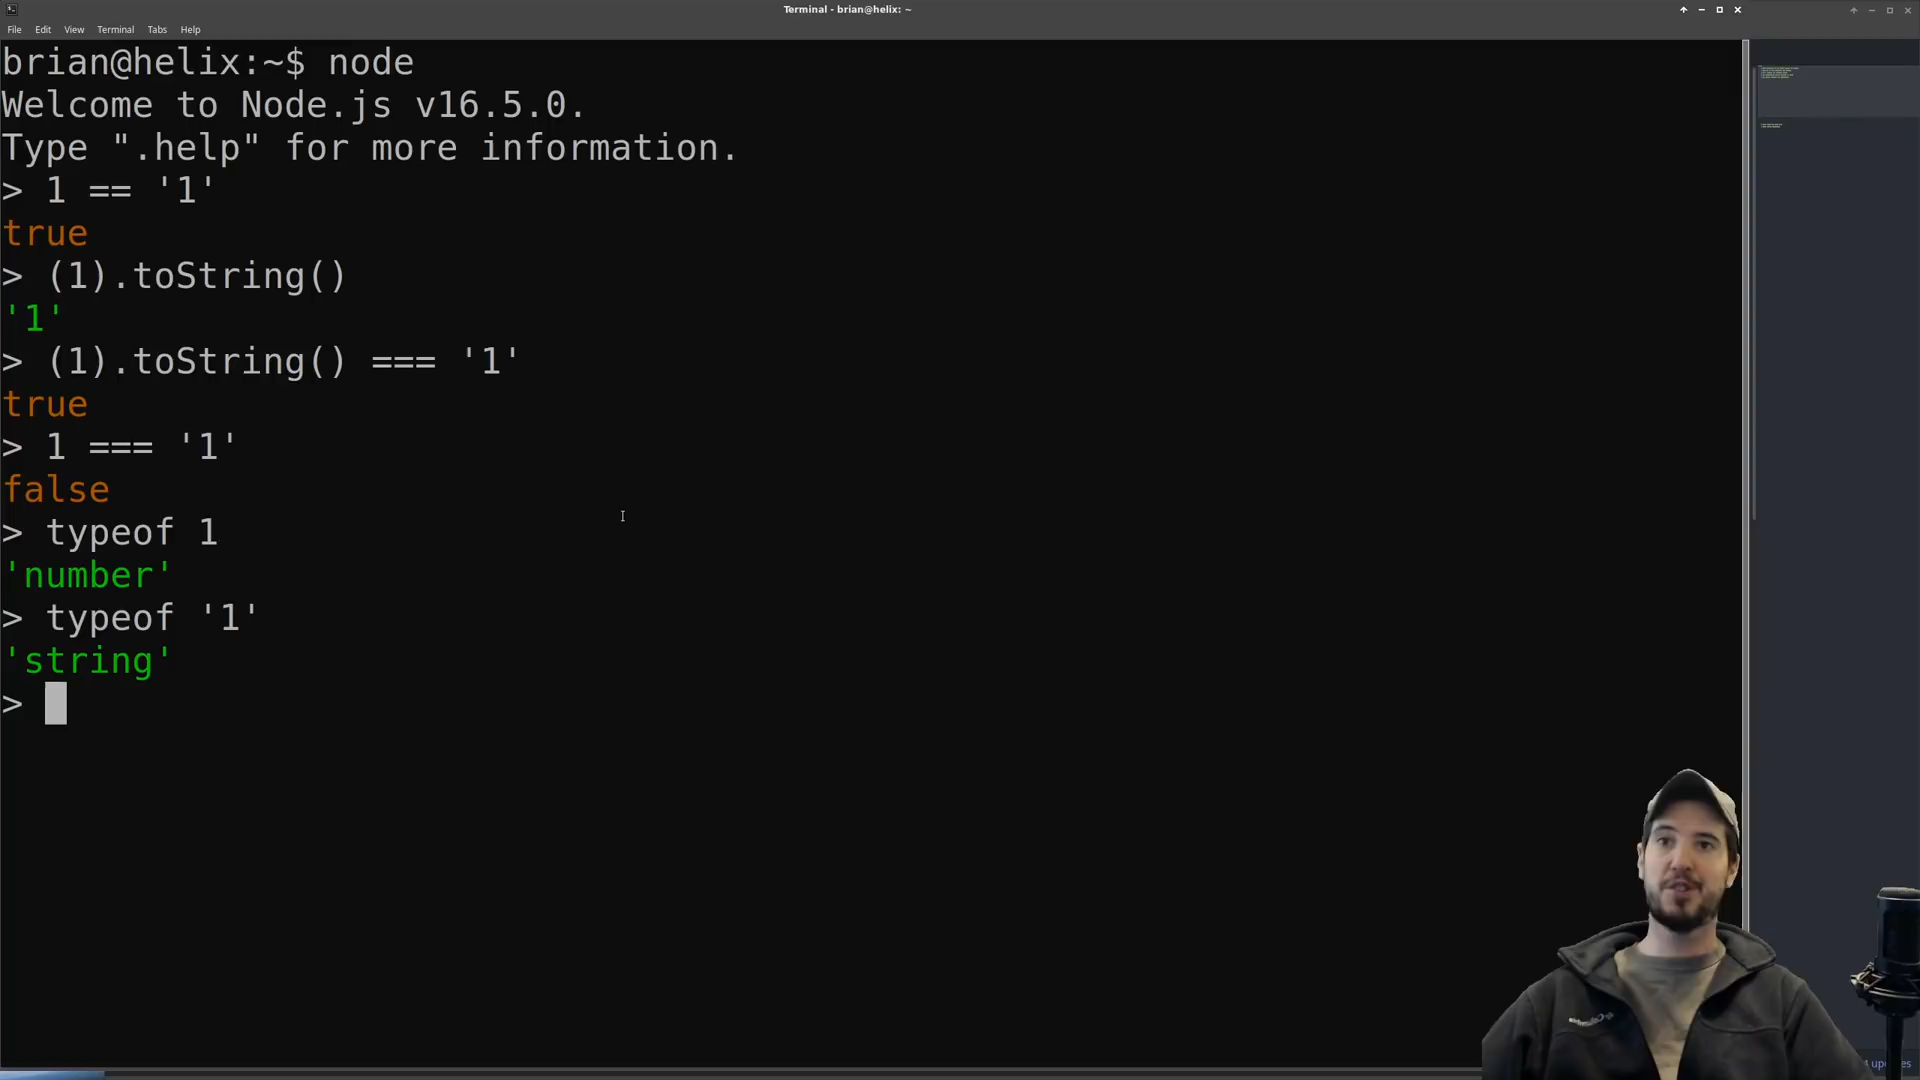 Terminal - brian@helix: ~
File Edit View Terminal Tabs Help
brian@helix:~$ node
Welcome to Node.js v16.5.0.
Type ".help" for more information.
> 1 == '1'
true
> (1).toString()
'1'
> (1).toString() === '1'
true
> 1 === '1'
false
> typeof 1
'number'
> typeof '1'
'string'
>